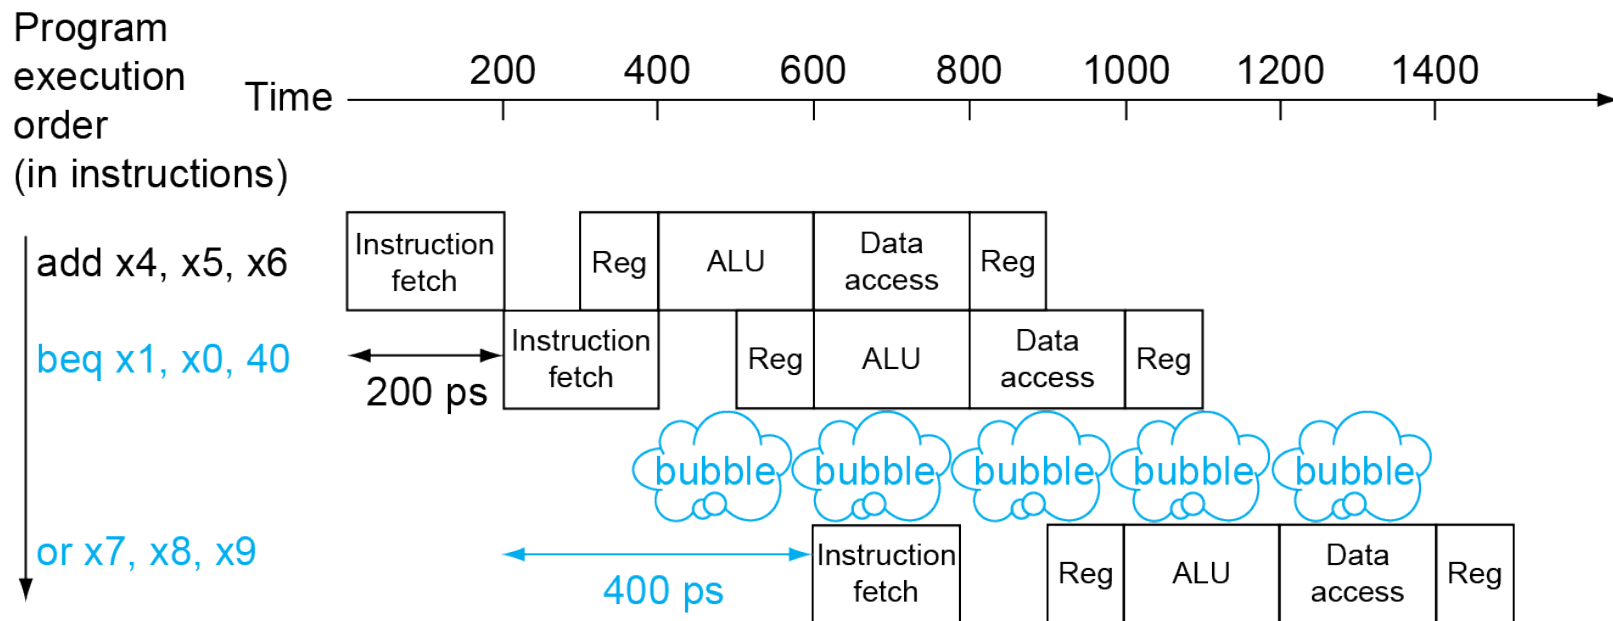 Program
execution
order
(in instructions)
Time
200 400 600 800 1000 1200 1400
add x4, x5, x6
Instruction
fetch
Reg
ALU
Data
access
Reg
beq x1, x0, 40
200 ps
Instruction
fetch
Reg
ALU
Data
access
Reg
bubble bubble bubble bubble bubble
or x7, x8, x9
400 ps
Instruction
fetch
Reg
ALU
Data
access
Reg